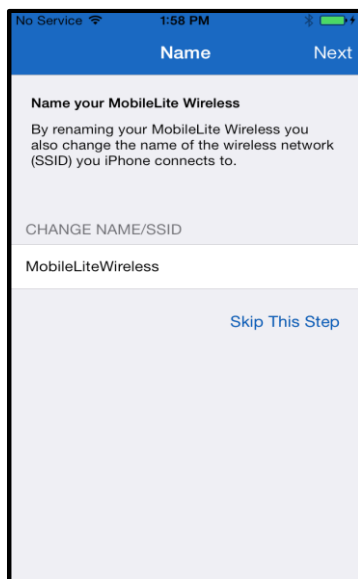 No Service 1:58 PM
Name Next
Name your MobileLite Wireless
By renaming your MobileLite Wireless you
also change the name of the wireless network
(SSID) you iPhone connects to.
CHANGE NAME/SSID
MobileLiteWireless
Skip This Step